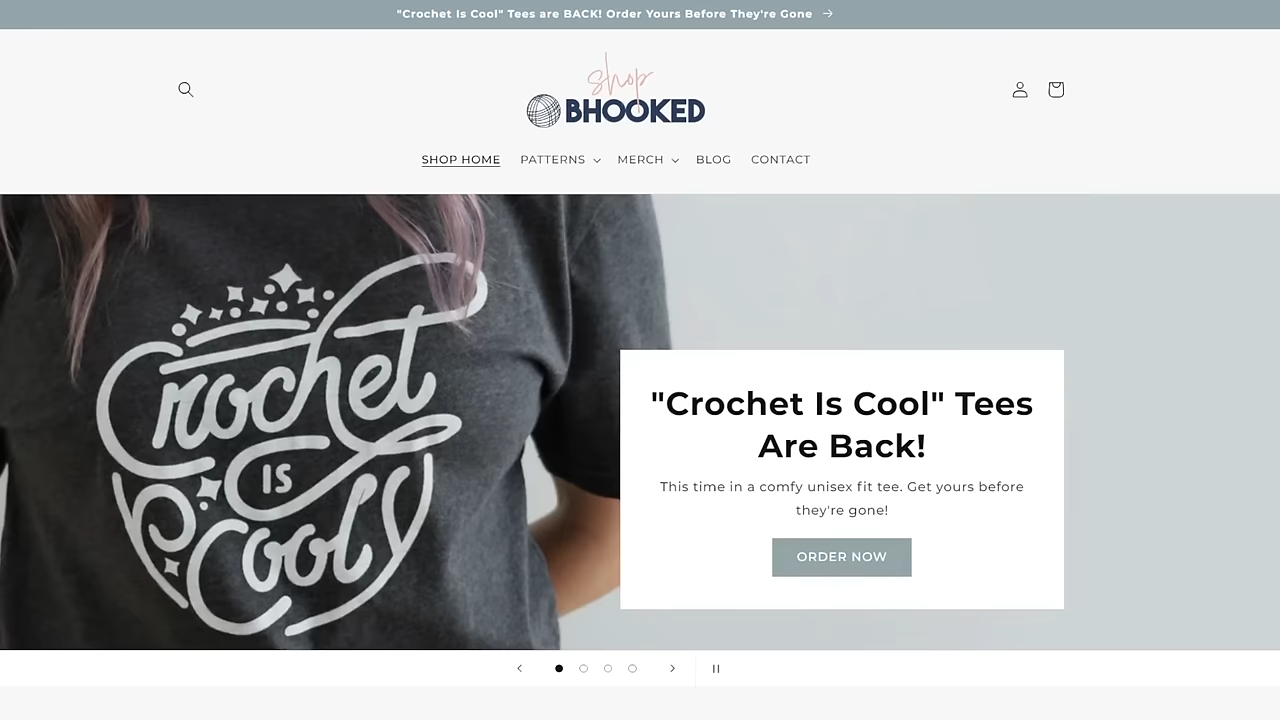 "Crochet Is Cool" Tees are BACK! Order Yours Before They're Gone
shop
BHOOKED
SHOP HOME PATTERNS MERCH BLOG CONTACT
Crochet
IS
Cool
"Crochet Is Cool" Tees
Are Back!
This time in a comfy unisex fit tee. Get yours before
they're gone!
ORDER NOW